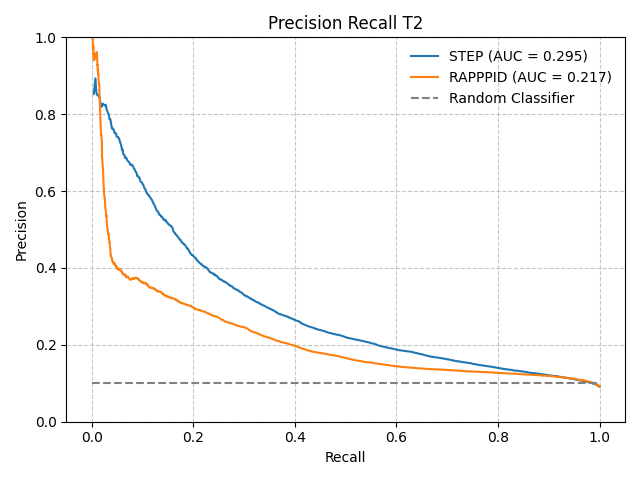 Precision Recall T2
STEP (AUC = 0.295)
RAPPPID (AUC = 0.217)
Random Classifier
Precision
1.0
0.8
0.6
0.4
0.2
0.0
0.0 0.2 0.4 0.6 0.8 1.0
Recall